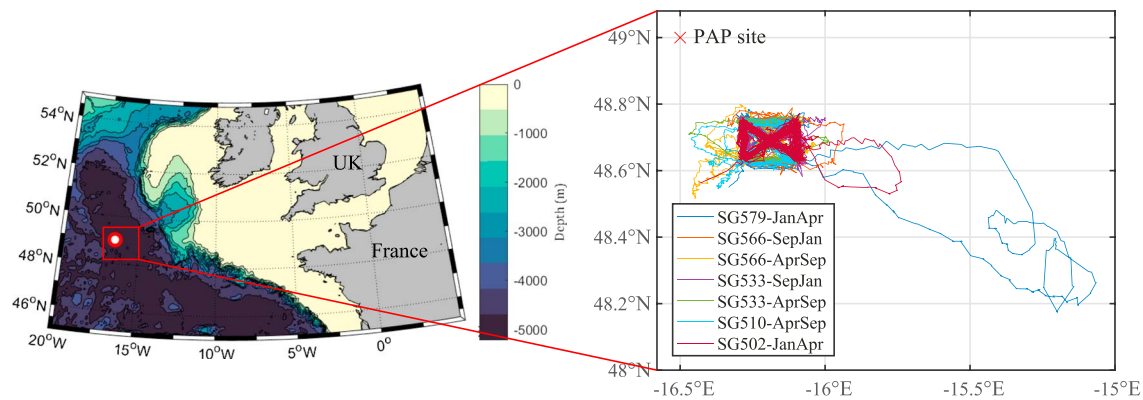 54°N
52°N
50°N
48°N
46°N
20°W
15°W
10°W
5°W
0°
UK
France
0
-1000
-2000
-3000
-4000
-5000
Depth [m]
49°N
48.8°N
48.6°N
48.4°N
48.2°N
48°N
-16.5°E
-16°E
-15.5°E
-15°E
PAP site
SG579-JanApr
SG566-SepJan
SG566-AprSep
SG533-SepJan
SG533-AprSep
SG510-AprSep
SG502-JanApr